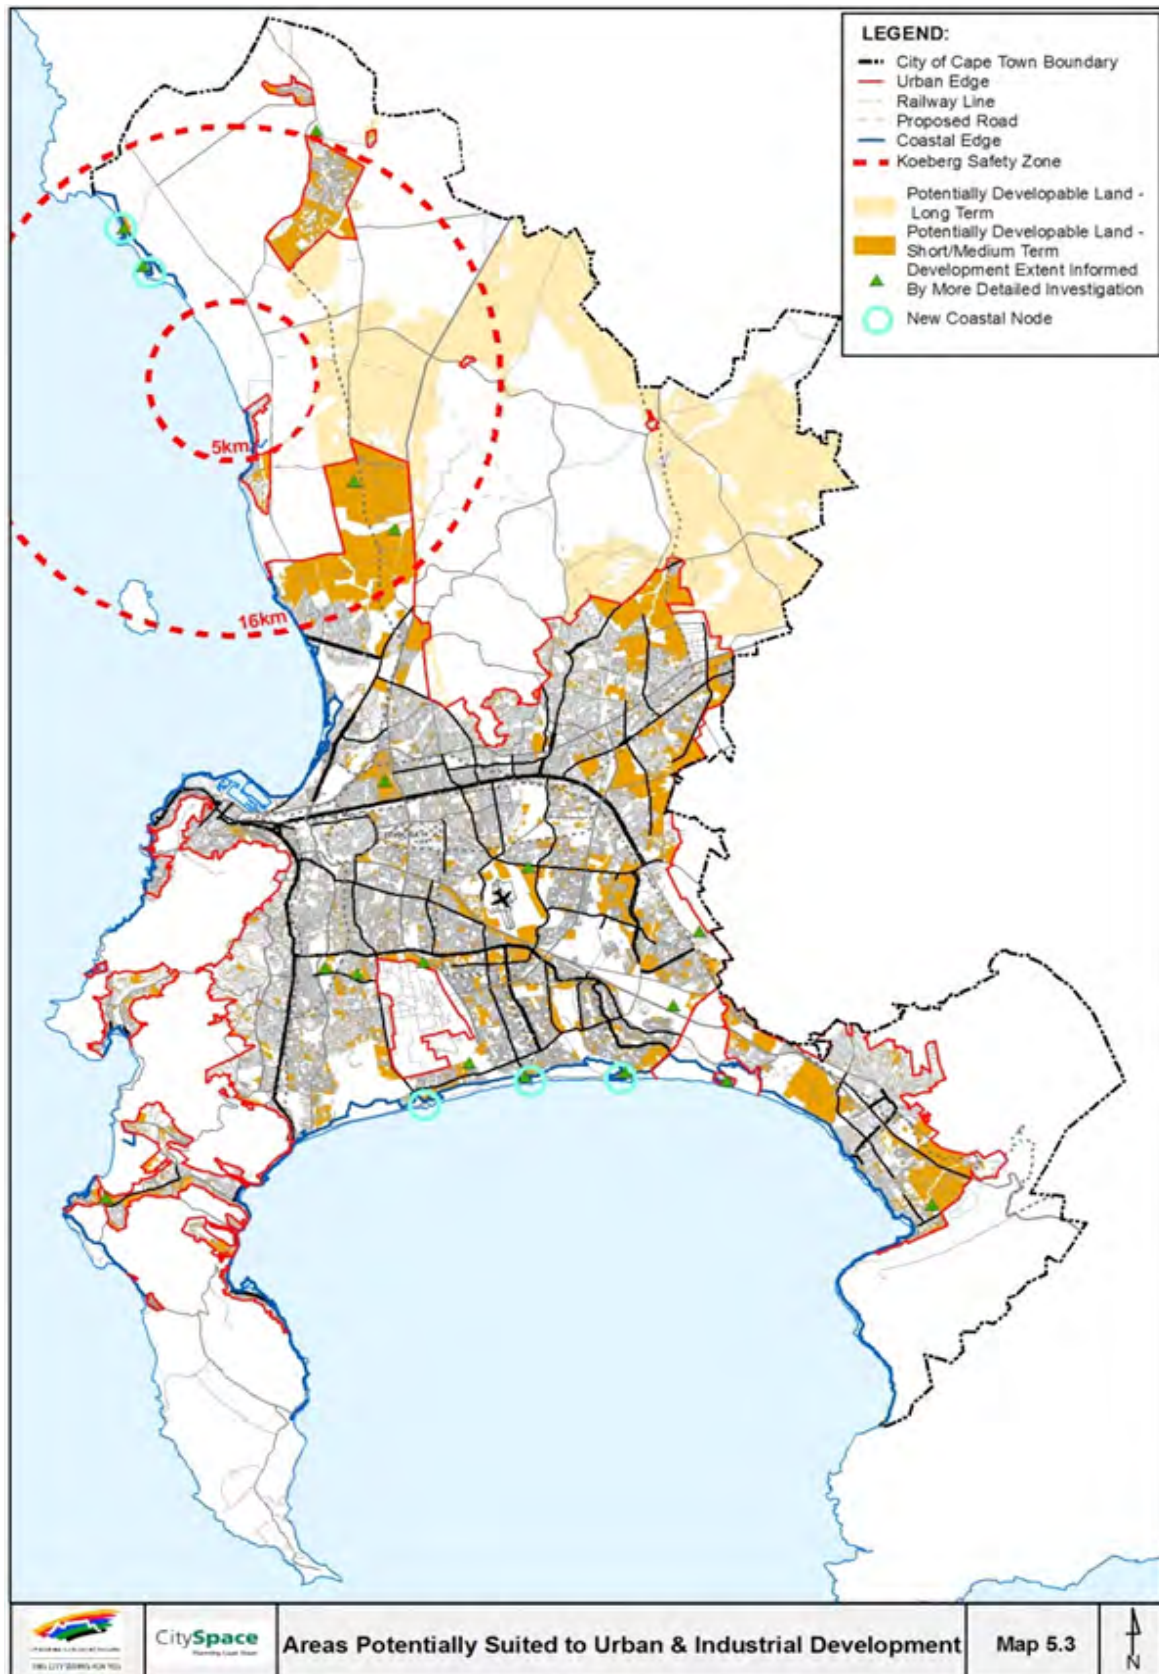 LEGEND:
City of Cape Town Boundary
Urban Edge
Railway Line
Proposed Road
Coastal Edge
Koeberg Safety Zone
Potentially Developable Land -
Long Term
Potentially Developable Land -
Short/Medium Term
Development Extent Informed
By More Detailed Investigation
New Coastal Node
5km
16km
CitySpace
Areas Potentially Suited to Urban & Industrial Development
Map 5.3
N